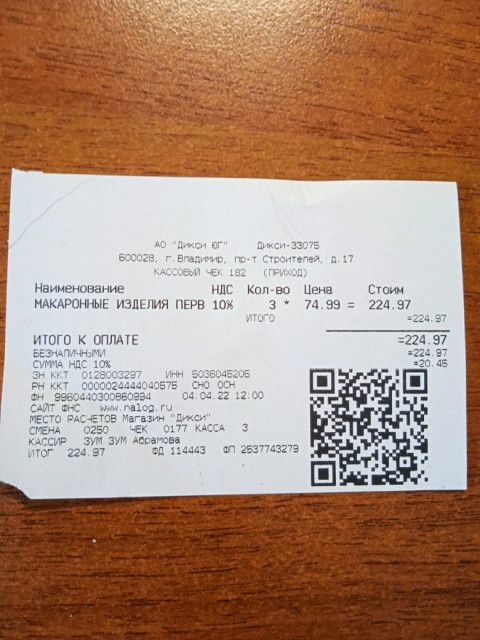 АО "Дикси ЮГ" Дикси-33075
600028, г.Владимир, пр-т Строителей, д.17
КАССОВЫЙ ЧЕК 182 (ПРИХОД)
Наименование НДС Кол-во Цена Стоим
МАКАРОННЫЕ ИЗДЕЛИЯ ПЕРВ 10% 3 * 74.99 = 224.97
ИТОГО =224.97
ИТОГО К ОПЛАТЕ =224.97
БЕЗНАЛИЧНЫМИ =224.97
СУММА НДС 10% =20.45
ЗН ККТ 0128003297 ИНН 5036045205
РН ККТ 0000024444040575 СНО ОСН
ФН 9960440300860994 04.04.22 12:00
САЙТ ФНС www.nalog.ru
МЕСТО РАСЧЕТОВ Магазин "Дикси"
СМЕНА 0250 ЧЕК 0177 КАССА 3
КАССИР ЗУМ ЗУМ Абрамова
ИТОГ 224.97 ФД 114443 ФП 2537743279